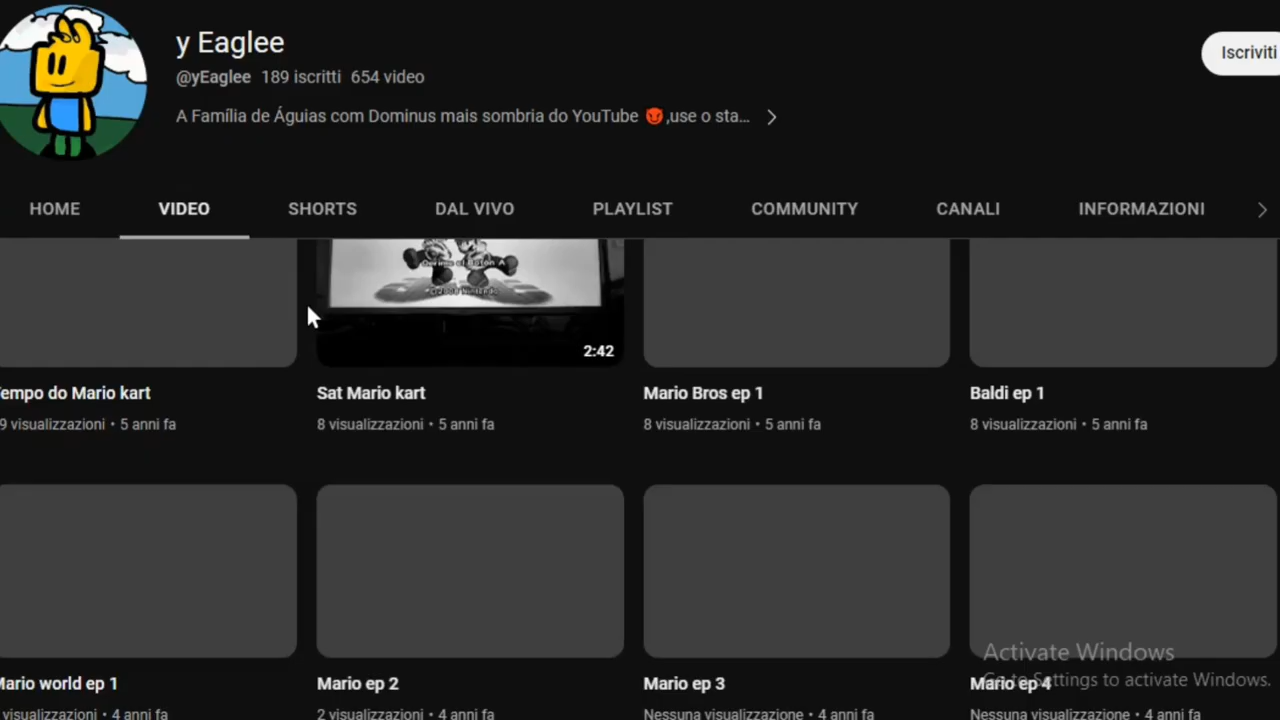 y Eaglee
@yEaglee 189 iscritti 654 video
Iscriviti
A Família de Águias com Dominus mais sombria do YouTube 😈,use o sta...
HOME VIDEO SHORTS DAL VIVO PLAYLIST COMMUNITY CANALI INFORMAZIONI
2:42
empo do Mario kart
9 visualizzazioni • 5 anni fa
Sat Mario kart
8 visualizzazioni • 5 anni fa
Mario Bros ep 1
8 visualizzazioni • 5 anni fa
Baldi ep 1
8 visualizzazioni • 5 anni fa
Mario world ep 1
visualizzazioni • 4 anni fa
Mario ep 2
2 visualizzazioni • 4 anni fa
Mario ep 3
Nessuna visualizzazione • 4 anni fa
Mario ep 4
Nessuna visualizzazione • 4 anni fa
Activate Windows
Go to Settings to activate Windows.